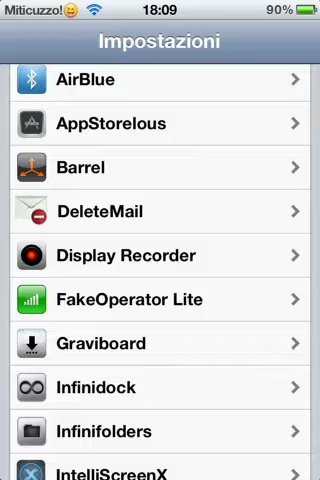 Miticuzzo!😄 18:09 90%
Impostazioni
AirBlue
AppStorelous
Barrel
DeleteMail
Display Recorder
FakeOperator Lite
Graviboard
Infinidock
Infinifolders
IntelliScreenX